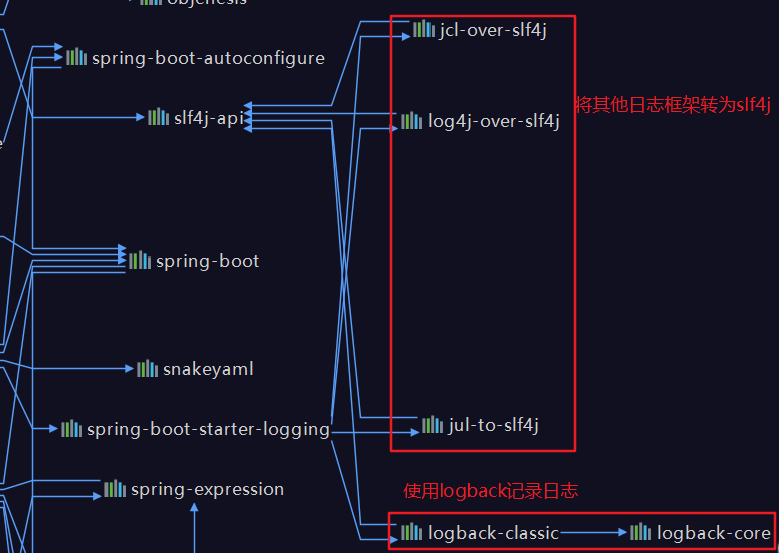 objenesis
jcl-over-slf4j
spring-boot-autoconfigure
将其他日志框架转为slf4j
slf4j-api
log4j-over-slf4j
e
spring-boot
snakeyaml
spring-boot-starter-logging
jul-to-slf4j
spring-expression
使用logback记录日志
logback-classic
logback-core